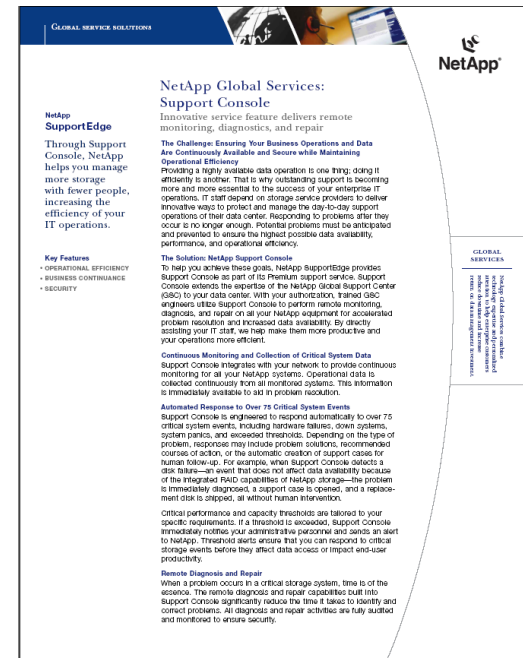 GLOBAL SERVICE SOLUTIONS
NetApp®
NetApp Global Services:
Support Console
Innovative service feature delivers remote
monitoring, diagnostics, and repair
NetApp
SupportEdge
Through Support
Console, NetApp
helps you manage
more storage
with fewer people,
increasing the
efficiency of your
IT operations.
Key Features
• OPERATIONAL EFFICIENCY
• BUSINESS CONTINUANCE
• SECURITY
The Challenge: Ensuring Your Business Operations and Data
Are Continuously Available and Secure while Maintaining
Operational Efficiency
Providing a highly available data operation is one thing; doing it
efficiently is another. That is why outstanding support is becoming
more and more essential to the success of your enterprise IT
operations. IT staff depend on storage service providers to deliver
innovative ways to protect and manage the day-to-day support
operations of their data center. Responding to problems after they
occur is no longer enough. Potential problems must be anticipated
and prevented to ensure the highest possible data availability,
performance, and operational efficiency.
The Solution: NetApp Support Console
To help you achieve these goals, NetApp SupportEdge provides
Support Console as part of its Premium support service. Support
Console extends the expertise of the NetApp Global Support Center
(GSC) to your data center. With your authorization, trained GSC
engineers utilize Support Console to perform remote monitoring,
diagnosis, and repair on all your NetApp equipment for accelerated
problem resolution and increased data availability. By directly
assisting your IT staff, we help make them more productive and
your operations more efficient.
Continuous Monitoring and Collection of Critical System Data
Support Console integrates with your network to provide continuous
monitoring for all your NetApp systems. Operational data is
collected continuously from all monitored systems. This information
is immediately available to aid in problem resolution.
Automated Response to Over 75 Critical System Events
Support Console is engineered to respond automatically to over 75
critical system events, including hardware failures, down systems,
system panics, and exceeded thresholds. Depending on the type of
problem, responses may include problem solutions, recommended
courses of action, or the automatic creation of support cases for
human follow-up. For example, when Support Console detects a
disk failure—an event that does not affect data availability because
of the integrated RAID capabilities of NetApp storage—the problem
is immediately diagnosed, a support case is opened, and a replace-
ment disk is shipped, all without human intervention.
Critical performance and capacity thresholds are tailored to your
specific requirements. If a threshold is exceeded, Support Console
immediately notifies your administrative personnel and sends an alert
to NetApp. Threshold alerts ensure that you can respond to critical
storage events before they affect data access or impact end-user
productivity.
Remote Diagnosis and Repair
When a problem occurs in a critical storage system, time is of the
essence. The remote diagnosis and repair capabilities built into
Support Console significantly reduce the time it takes to identify and
correct problems. All diagnosis and repair activities are fully audited
and monitored to ensure security.
GLOBAL
SERVICES
NetApp Global Services combine
technology expertise and personalized
attention to help enterprise customers
reduce downtime and increase
return on data management investment.